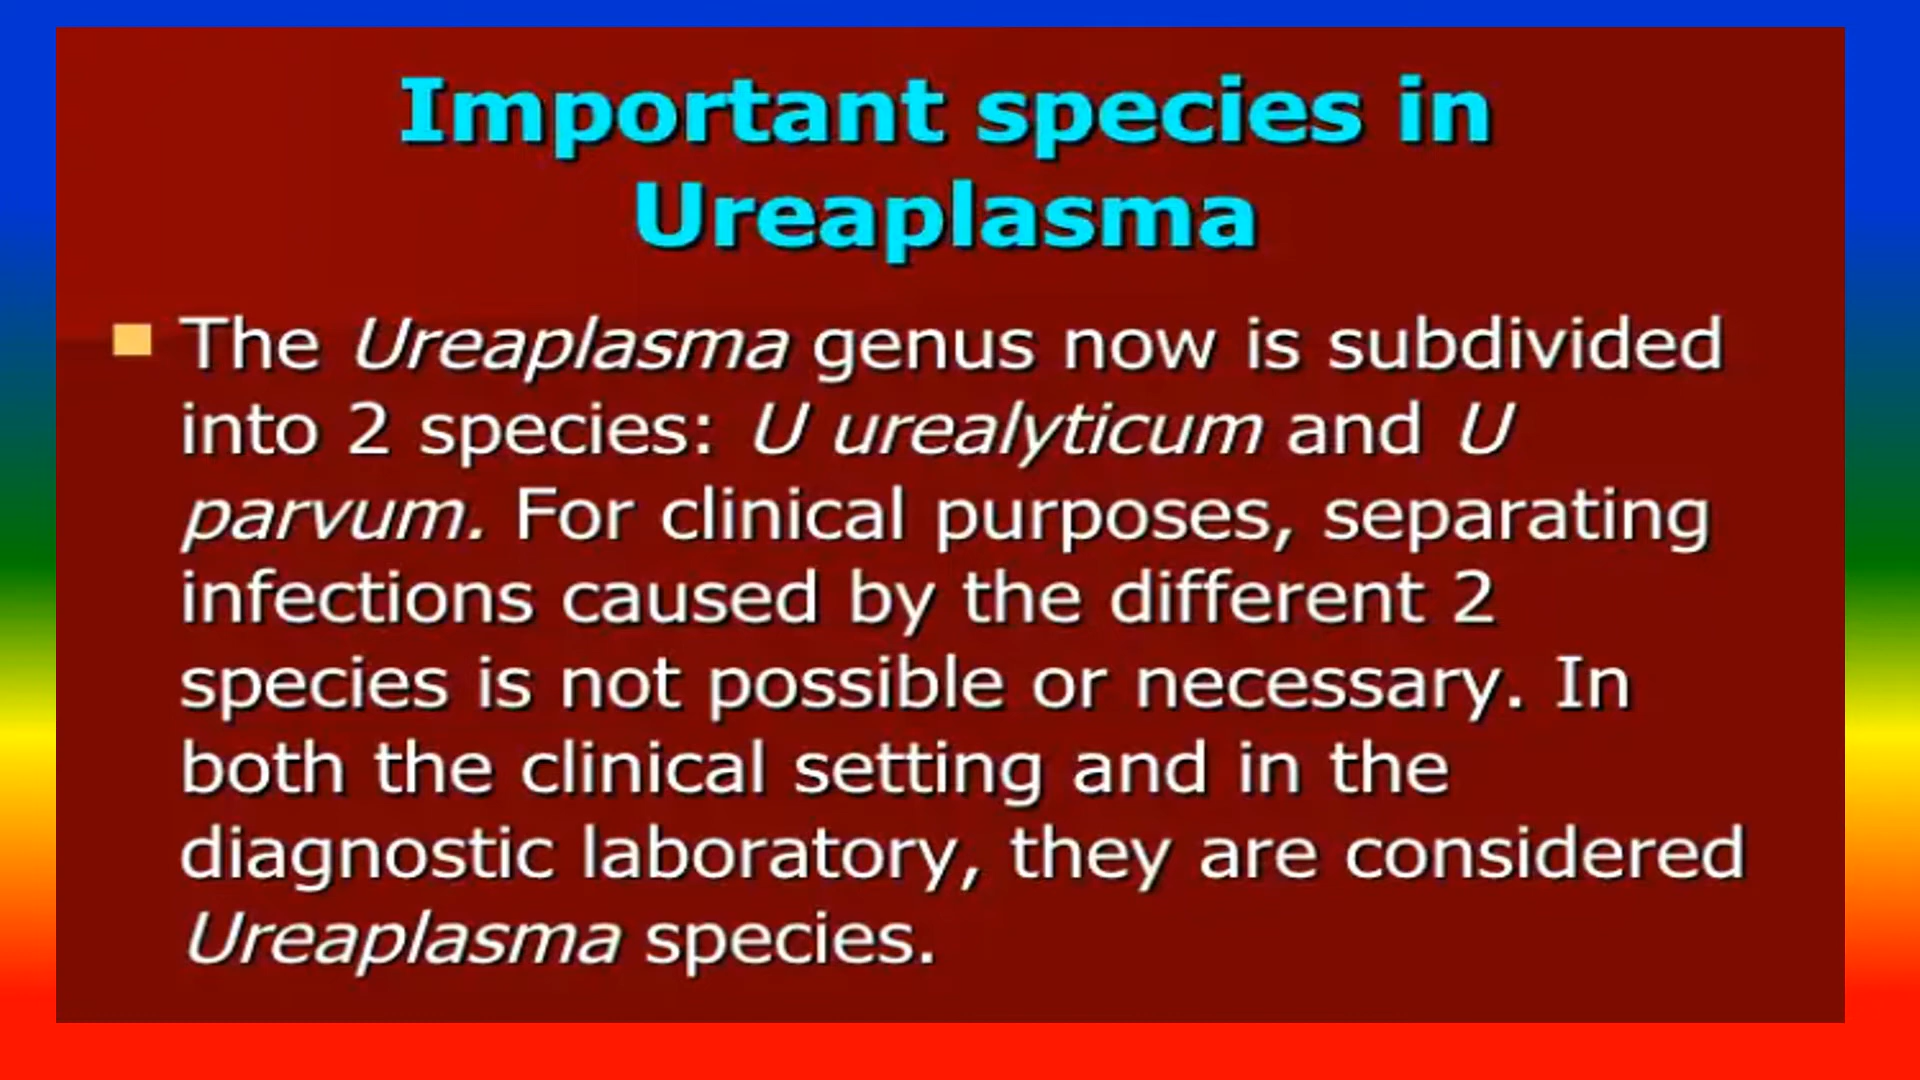 Important species in
Ureaplasma
The Ureaplasma genus now is subdivided
into 2 species: U urealyticum and U
parvum. For clinical purposes, separating
infections caused by the different 2
species is not possible or necessary. In
both the clinical setting and in the
diagnostic laboratory, they are considered
Ureaplasma species.